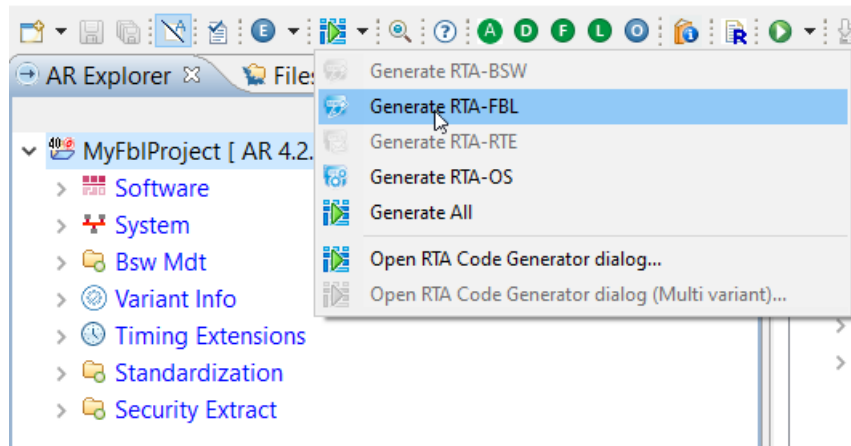 E
A D F L O
R
AR Explorer
File
Generate RTA-BSW
Generate RTA-FBL
Generate RTA-RTE
Generate RTA-OS
Generate All
Open RTA Code Generator dialog...
Open RTA Code Generator dialog (Multi variant)...
MyFblProject [ AR 4.2.
Software
System
Bsw Mdt
Variant Info
Timing Extensions
Standardization
Security Extract